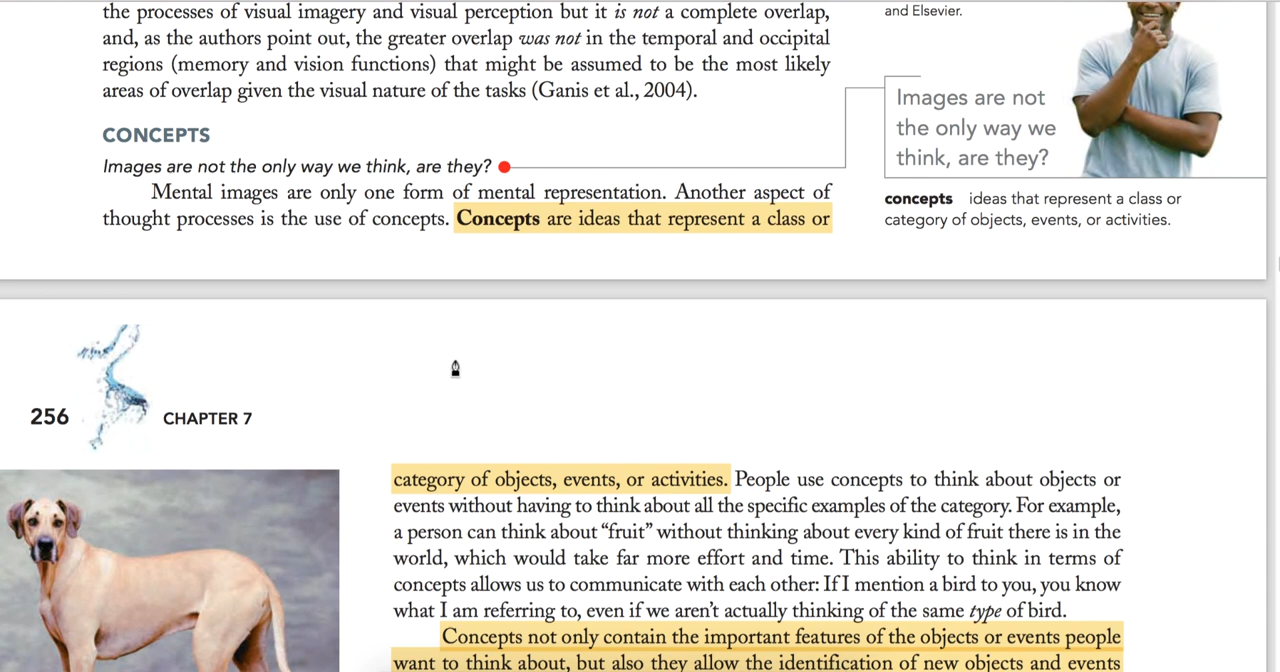 the processes of visual imagery and visual perception but it is not a complete overlap,
and, as the authors point out, the greater overlap was not in the temporal and occipital
regions (memory and vision functions) that might be assumed to be the most likely
areas of overlap given the visual nature of the tasks (Ganis et al., 2004).
CONCEPTS
Images are not the only way we think, are they?
Mental images are only one form of mental representation. Another aspect of
thought processes is the use of concepts. Concepts are ideas that represent a class or
and Elsevier.
Images are not
the only way we
think, are they?
concepts ideas that represent a class or
category of objects, events, or activities.
256 CHAPTER 7
category of objects, events, or activities. People use concepts to think about objects or
events without having to think about all the specific examples of the category. For example,
a person can think about “fruit” without thinking about every kind of fruit there is in the
world, which would take far more effort and time. This ability to think in terms of
concepts allows us to communicate with each other: If I mention a bird to you, you know
what I am referring to, even if we aren’t actually thinking of the same type of bird.
Concepts not only contain the important features of the objects or events people
want to think about, but also they allow the identification of new objects and events